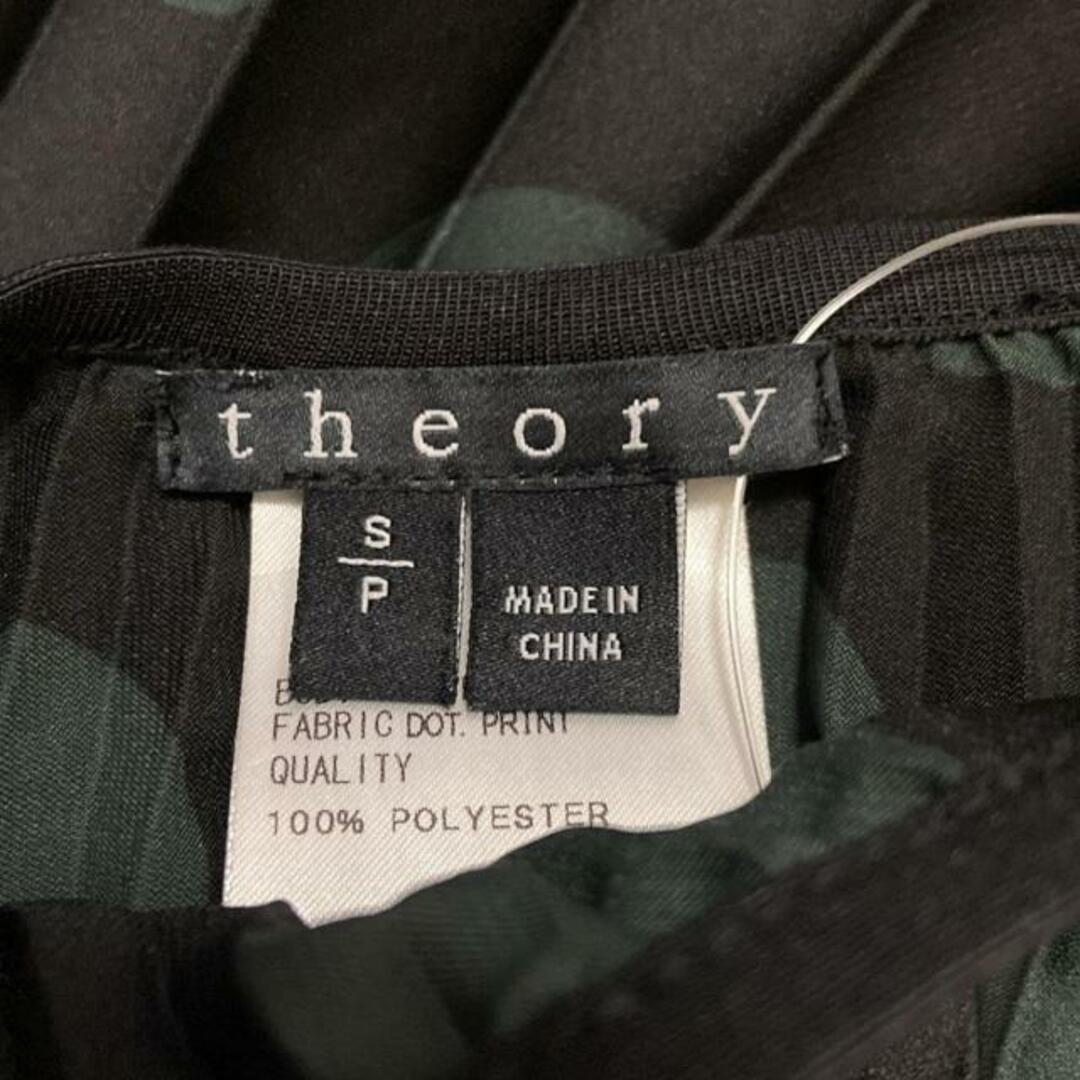 theory
S
P
MADE IN
CHINA
FABRIC DOT. PRINT
QUALITY
100% POLYESTER